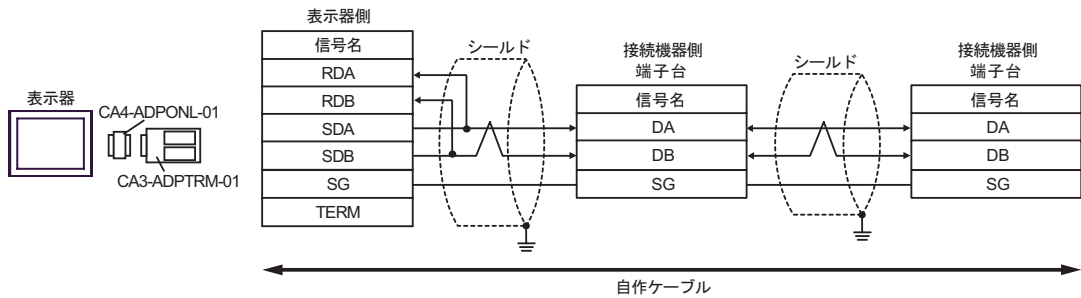 表示器
CA4-ADPONL-01
CA3-ADPTRM-01
表示器側
信号名
RDA
RDB
SDA
SDB
SG
TERM
シールド
接続機器側
端子台
信号名
DA
DB
SG
シールド
接続機器側
端子台
信号名
DA
DB
SG
自作ケーブル